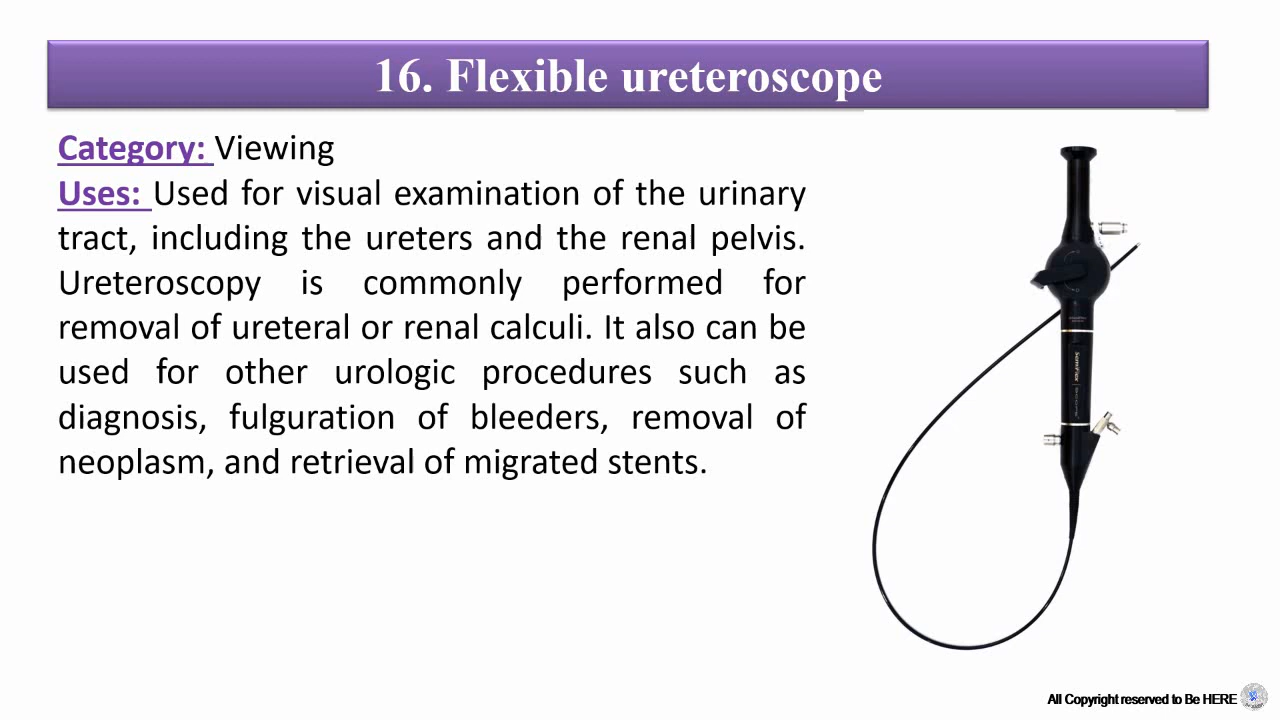 16. Flexible ureteroscope
Category: Viewing
Uses: Used for visual examination of the urinary
tract, including the ureters and the renal pelvis.
Ureteroscopy is commonly performed for
removal of ureteral or renal calculi. It also can be
used for other urologic procedures such as
diagnosis, fulguration of bleeders, removal of
neoplasm, and retrieval of migrated stents.
All Copyright reserved to Be HERE